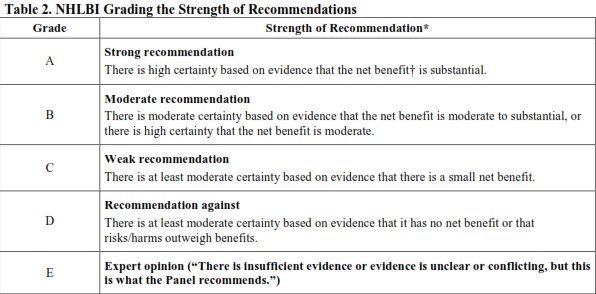 Table 2. NHLBI Grading the Strength of Recommendations
Grade Strength of Recommendation*
A
Strong recommendation
There is high certainty based on evidence that the net benefit† is substantial.
B
Moderate recommendation
There is moderate certainty based on evidence that the net benefit is moderate to substantial, or
there is high certainty that the net benefit is moderate.
C
Weak recommendation
There is at least moderate certainty based on evidence that there is a small net benefit.
D
Recommendation against
There is at least moderate certainty based on evidence that it has no net benefit or that
risks/harms outweigh benefits.
E
Expert opinion (“There is insufficient evidence or evidence is unclear or conflicting, but this
is what the Panel recommends.”)